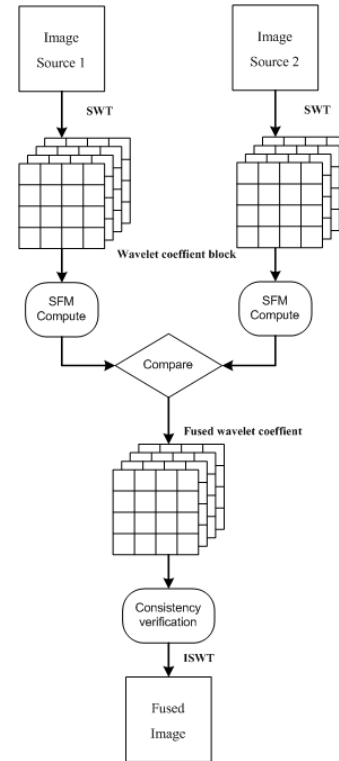 Image
Source 1
Image
Source 2
SWT
SWT
Wavelet coeffient block
SFM
Compute
SFM
Compute
Compare
Fused wavelet coeffient
Consistency
verification
ISWT
Fused
Image